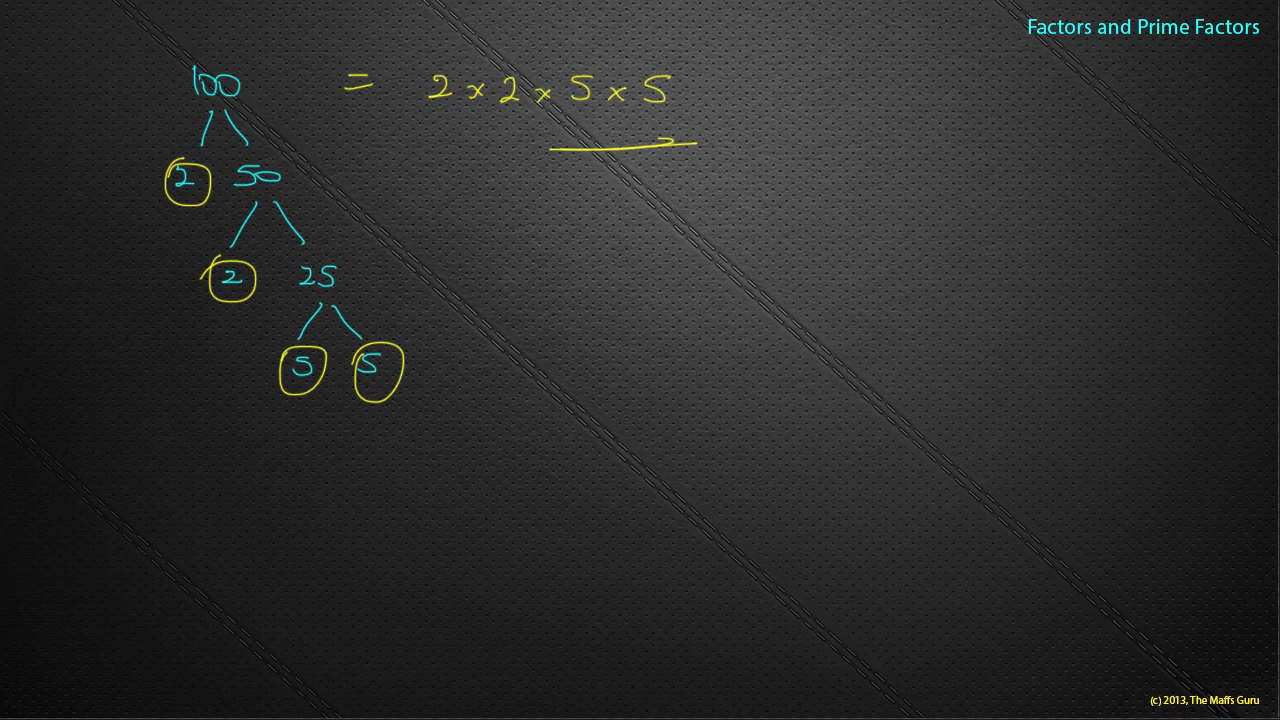 Factors and Prime Factors
100 = 2 × 2 × 5 × 5
2 50
2 25
5 5
(c) 2013, The Maffs Guru